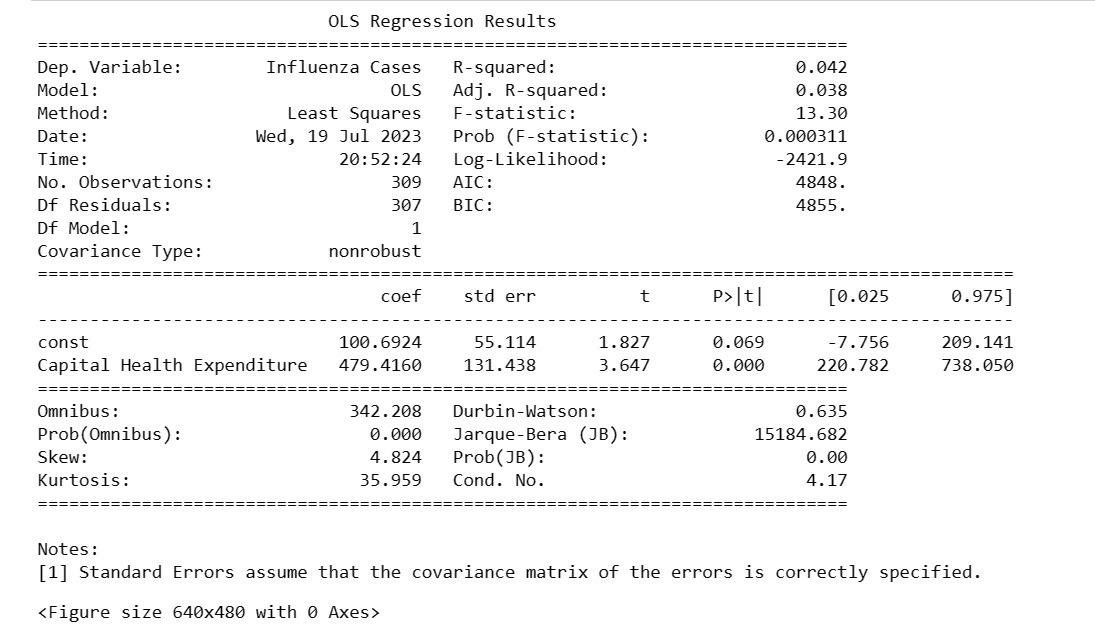 OLS Regression Results
==============================================================================
Dep. Variable: Influenza Cases R-squared: 0.042
Model: OLS Adj. R-squared: 0.038
Method: Least Squares F-statistic: 13.30
Date: Wed, 19 Jul 2023 Prob (F-statistic): 0.000311
Time: 20:52:24 Log-Likelihood: -2421.9
No. Observations: 309 AIC: 4848.
Df Residuals: 307 BIC: 4855.
Df Model: 1
Covariance Type: nonrobust
==============================================================================================
coef std err t P>|t| [0.025 0.975]
----------------------------------------------------------------------------------------------
const 100.6924 55.114 1.827 0.069 -7.756 209.141
Capital Health Expenditure 479.4160 131.438 3.647 0.000 220.782 738.050
==============================================================================
Omnibus: 342.208 Durbin-Watson: 0.635
Prob(Omnibus): 0.000 Jarque-Bera (JB): 15184.682
Skew: 4.824 Prob(JB): 0.00
Kurtosis: 35.959 Cond. No. 4.17
==============================================================================
Notes:
[1] Standard Errors assume that the covariance matrix of the errors is correctly specified.
<Figure size 640x480 with 0 Axes>